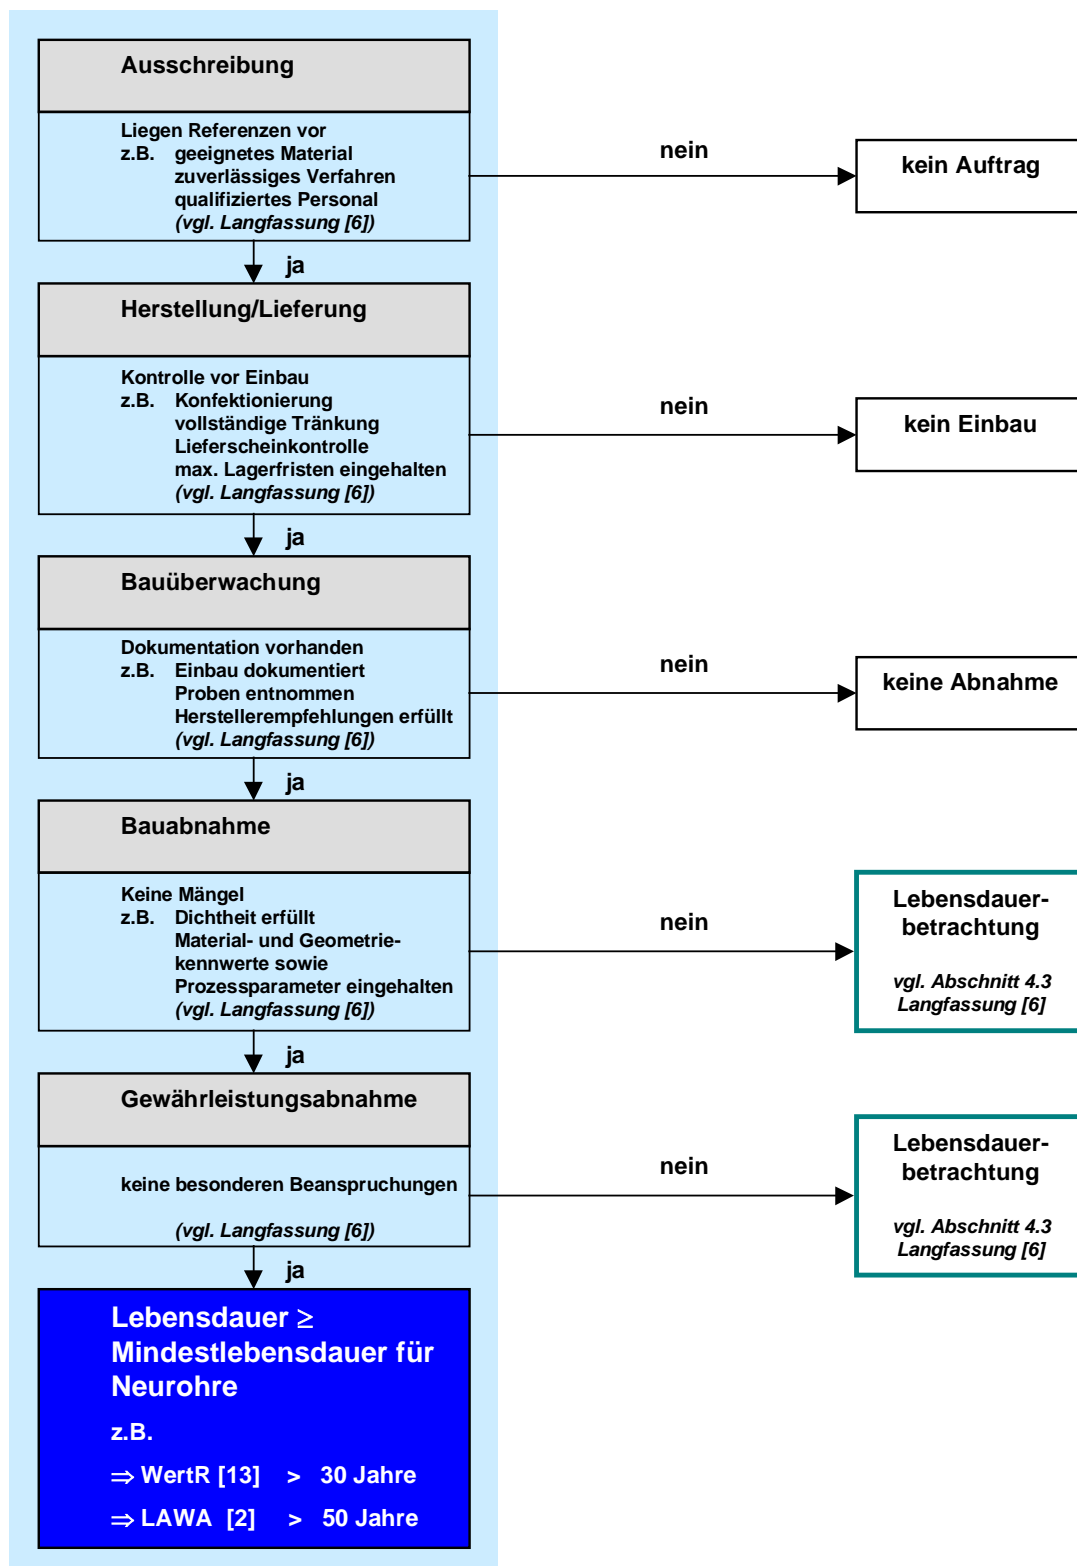 Ausschreibung
Liegen Referenzen vor
z.B. geeignetes Material
zuverlässiges Verfahren
qualifiziertes Personal
(vgl. Langfassung [6])
nein
kein Auftrag
ja
Herstellung/Lieferung
Kontrolle vor Einbau
z.B. Konfektionierung
vollständige Tränkung
Lieferscheinkontrolle
max. Lagerfristen eingehalten
(vgl. Langfassung [6])
nein
kein Einbau
ja
Bauüberwachung
Dokumentation vorhanden
z.B. Einbau dokumentiert
Proben entnommen
Herstellerempfehlungen erfüllt
(vgl. Langfassung [6])
nein
keine Abnahme
ja
Bauabnahme
Keine Mängel
z.B. Dichtheit erfüllt
Material- und Geometrie-
kennwerte sowie
Prozessparameter eingehalten
(vgl. Langfassung [6])
nein
Lebensdauer-
betrachtung
vgl. Abschnitt 4.3
Langfassung [6]
ja
Gewährleistungsabnahme
keine besonderen Beanspruchungen
(vgl. Langfassung [6])
nein
Lebensdauer-
betrachtung
vgl. Abschnitt 4.3
Langfassung [6]
ja
Lebensdauer ≥
Mindestlebensdauer für
Neurohre
z.B.
⇒ WertR [13] > 30 Jahre
⇒ LAWA [2] > 50 Jahre